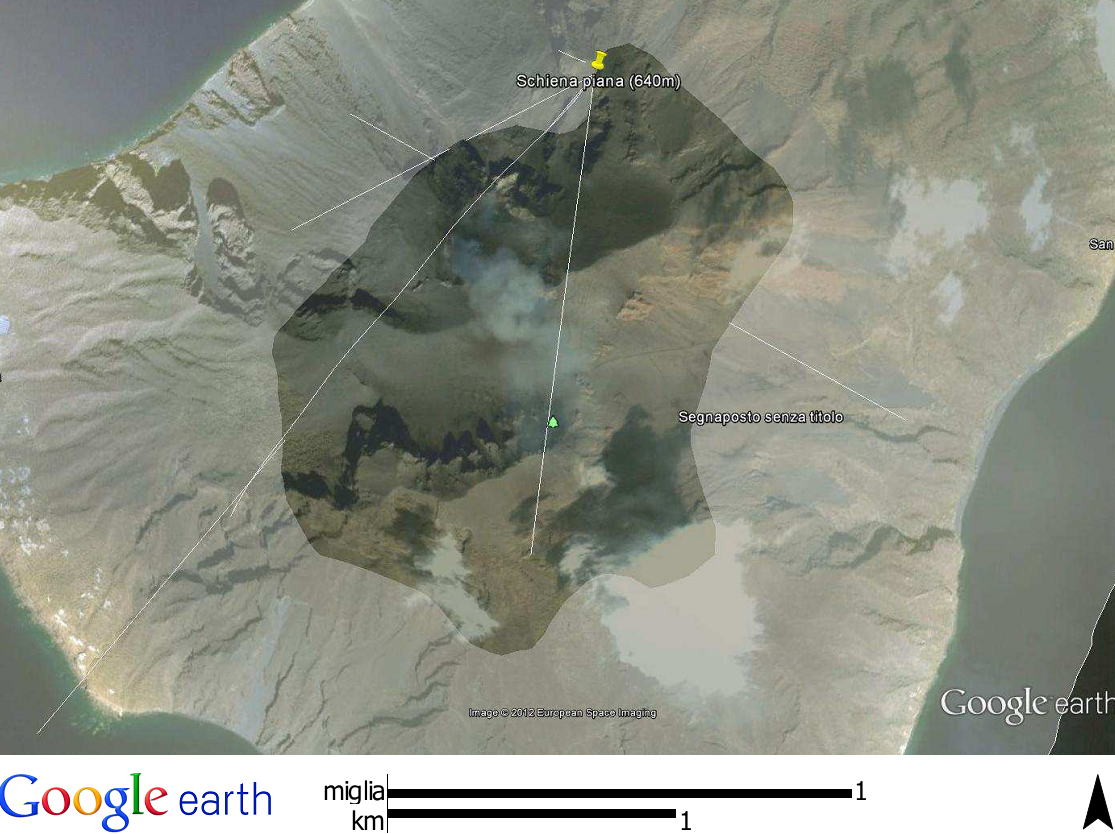 Schiena piana (640m)
San
Segnaposto senza titolo
Image © 2012 European Space Imaging
Google earth
Google earth
miglia 1
km 1